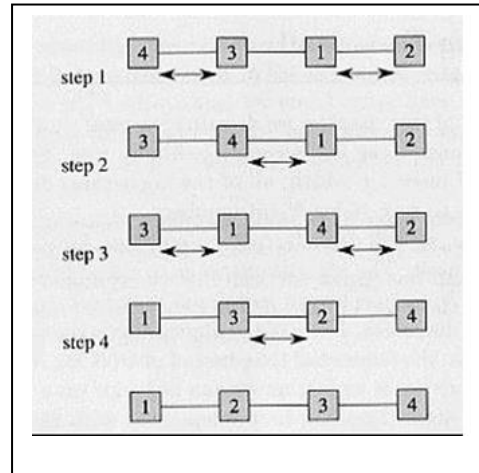 4 3 1 2
step 1
3 4 1 2
step 2
3 1 4 2
step 3
1 3 2 4
step 4
1 2 3 4